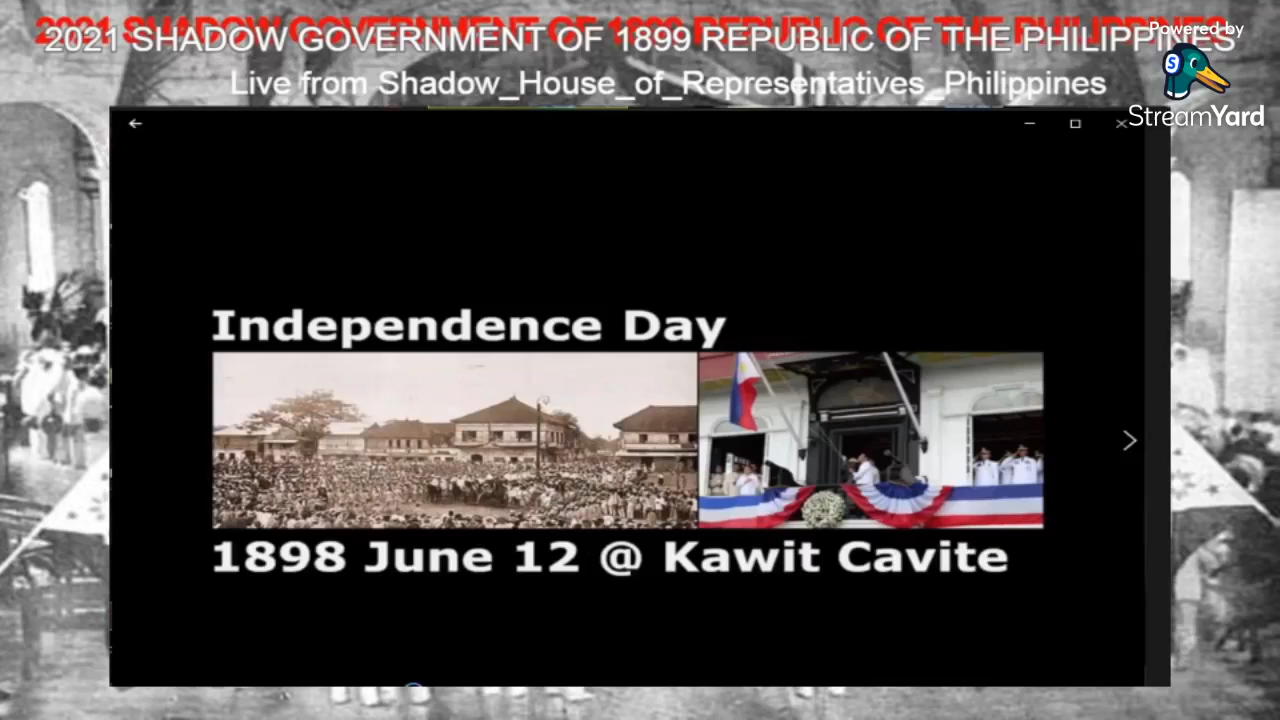 2021 SHADOW GOVERNMENT OF 1899 REPUBLIC OF THE PHILIPPINES
Powered by
Live from Shadow_House_of_Representatives_Philippines
S
StreamYard
Independence Day
1898 June 12 @ Kawit Cavite